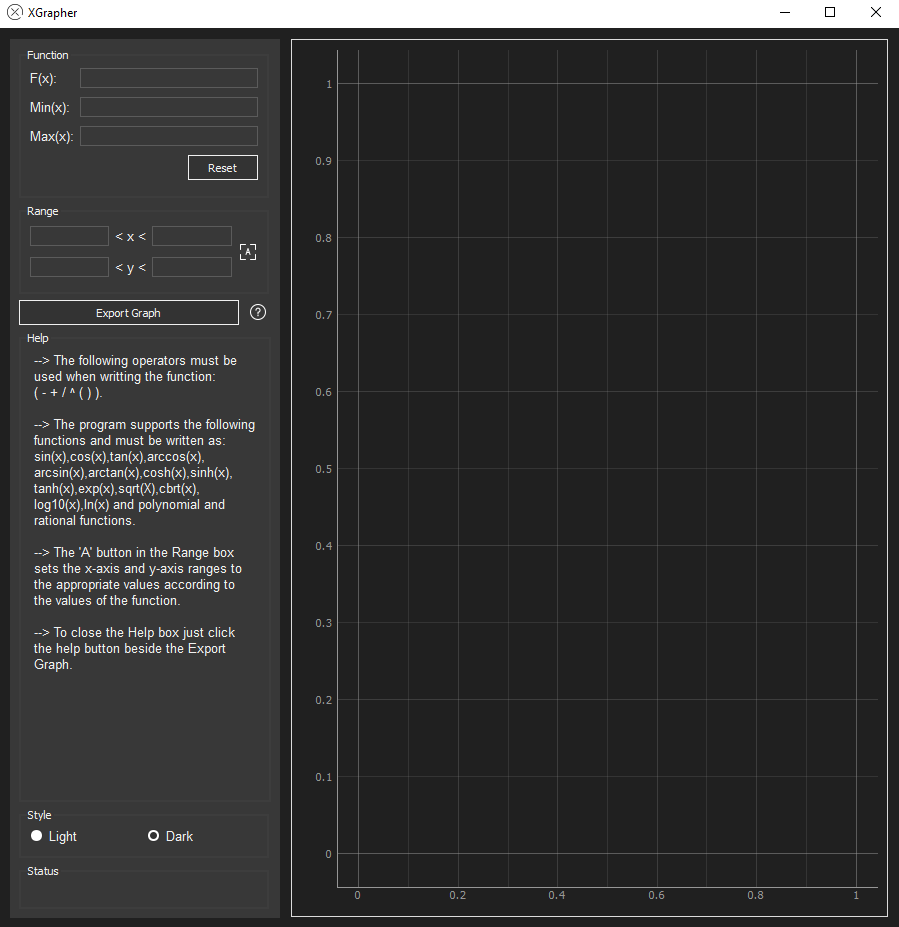 XGrapher
Function
F(x):
Min(x):
Max(x):
Reset
Range
< x <
A
< y <
Export Graph
?
Help
--> The following operators must be
used when writting the function:
( - + / ^ ( ) ).
--> The program supports the following
functions and must be written as:
sin(x),cos(x),tan(x),arccos(x),
arcsin(x),arctan(x),cosh(x),sinh(x),
tanh(x),exp(x),sqrt(X),cbrt(x),
log10(x),ln(x) and polynomial and
rational functions.
--> The 'A' button in the Range box
sets the x-axis and y-axis ranges to
the appropriate values according to
the values of the function.
--> To close the Help box just click
the help button beside the Export
Graph.
Style
Light Dark
Status
1
0.9
0.8
0.7
0.6
0.5
0.4
0.3
0.2
0.1
0
0 0.2 0.4 0.6 0.8 1